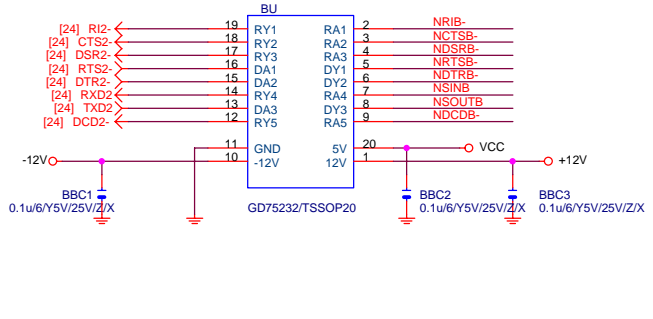 BU
[24] RI2- 19 RY1 RA1 2 NRIB-
[24] CTS2- 18 RY2 RA2 3 NCTSB-
[24] DSR2- 17 RY3 RA3 4 NDSRB-
[24] RTS2- 16 DA1 DY1 5 NRTSB-
[24] DTR2- 15 DA2 DY2 6 NDTRB-
[24] RXD2 14 RY4 RA4 7 NSINB
[24] TXD2 13 DA3 DY3 8 NSOUTB
[24] DCD2- 12 RY5 RA5 9 NDCDB-
11 GND 5V 20 VCC
-12V 10 -12V 12V 1 +12V
BBC1 BBC2 BBC3
0.1u/6/Y5V/25V/Z/X GD75232/TSSOP20 0.1u/6/Y5V/25V/Z/X 0.1u/6/Y5V/25V/Z/X